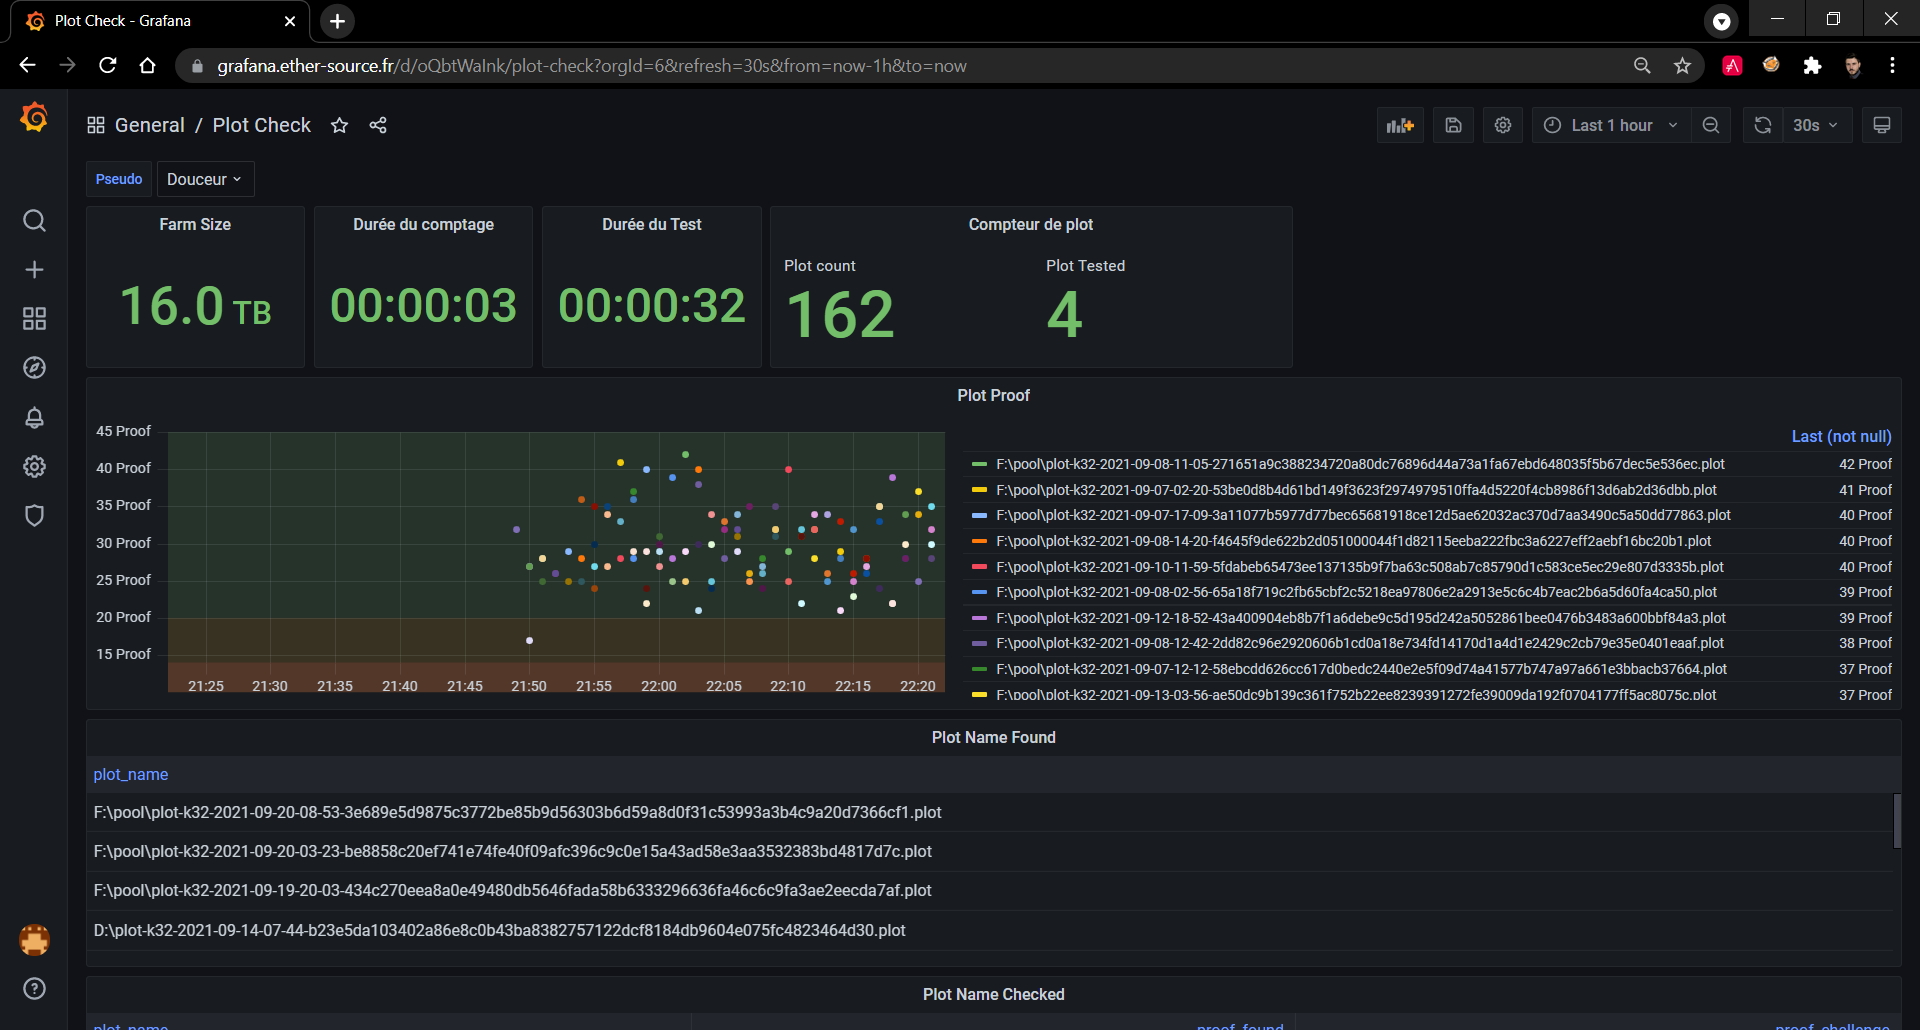 Plot Check - Grafana
grafana.ether-source.fr/d/oQbtWaInk/plot-check?orgId=6&refresh=30s&from=now-1h&to=now
General / Plot Check
Last 1 hour
30s
Pseudo
Douceur
Farm Size
16.0 TB
Durée du comptage
00:00:03
Durée du Test
00:00:32
Compteur de plot
Plot count
162
Plot Tested
4
Plot Proof
45 Proof
40 Proof
35 Proof
30 Proof
25 Proof
20 Proof
15 Proof
21:25 21:30 21:35 21:40 21:45 21:50 21:55 22:00 22:05 22:10 22:15 22:20
Last (not null)
F:\pool\plot-k32-2021-09-08-11-05-271651a9c388234720a80dc76896d44a73a1fa67ebd648035f5b67dec5e536ec.plot 42 Proof
F:\pool\plot-k32-2021-09-07-02-20-53be0d8b4d61bd149f3623f2974979510ffa4d5220f4cb8986f13d6ab2d36dbb.plot 41 Proof
F:\pool\plot-k32-2021-09-07-17-09-3a11077b5977d77bec65681918ce12d5ae62032ac370d7aa3490c5a50dd77863.plot 40 Proof
F:\pool\plot-k32-2021-09-08-14-20-f4645f9de622b2d051000044f1d82115eeba222fbc3a6227eff2aebf16bc20b1.plot 40 Proof
F:\pool\plot-k32-2021-09-10-11-59-5fdabeb65473ee137135b9f7ba63c508ab7c85790d1c583ce5ec29e807d3335b.plot 40 Proof
F:\pool\plot-k32-2021-09-08-02-56-65a18f719c2fb65cbf2c5218ea97806e2a2913e5c6c4b7eac2b6a5d60fa4ca50.plot 39 Proof
F:\pool\plot-k32-2021-09-12-18-52-43a400904eb8b7f1a6debe9c5d195d242a5052861bee0476b3483a600bbf84a3.plot 39 Proof
F:\pool\plot-k32-2021-09-08-12-42-2dd82c96e2920606b1cd0a18e734fd14170d1a4d1e2429c2cb79e35e0401eaaf.plot 38 Proof
F:\pool\plot-k32-2021-09-07-12-12-58ebcdd626cc617d0bedc2440e2e5f09d74a41577b747a97a661e3bbacb37664.plot 37 Proof
F:\pool\plot-k32-2021-09-13-03-56-ae50dc9b139c361f752b22ee8239391272fe39009da192f0704177ff5ac8075c.plot 37 Proof
Plot Name Found
plot_name
F:\pool\plot-k32-2021-09-20-08-53-3e689e5d9875c3772be85b9d56303b6d59a8d0f31c53993a3b4c9a20d7366cf1.plot
F:\pool\plot-k32-2021-09-20-03-23-be8858c20ef741e74fe40f09afc396c9c0e15a43ad58e3aa3532383bd4817d7c.plot
F:\pool\plot-k32-2021-09-19-20-03-434c270eea8a0e49480db5646fada58b6333296636fa46c6c9fa3ae2eecda7af.plot
D:\plot-k32-2021-09-14-07-44-b23e5da103402a86e8c0b43ba8382757122dcf8184db9604e075fc4823464d30.plot
Plot Name Checked
plot_name proof_found proof_challenge